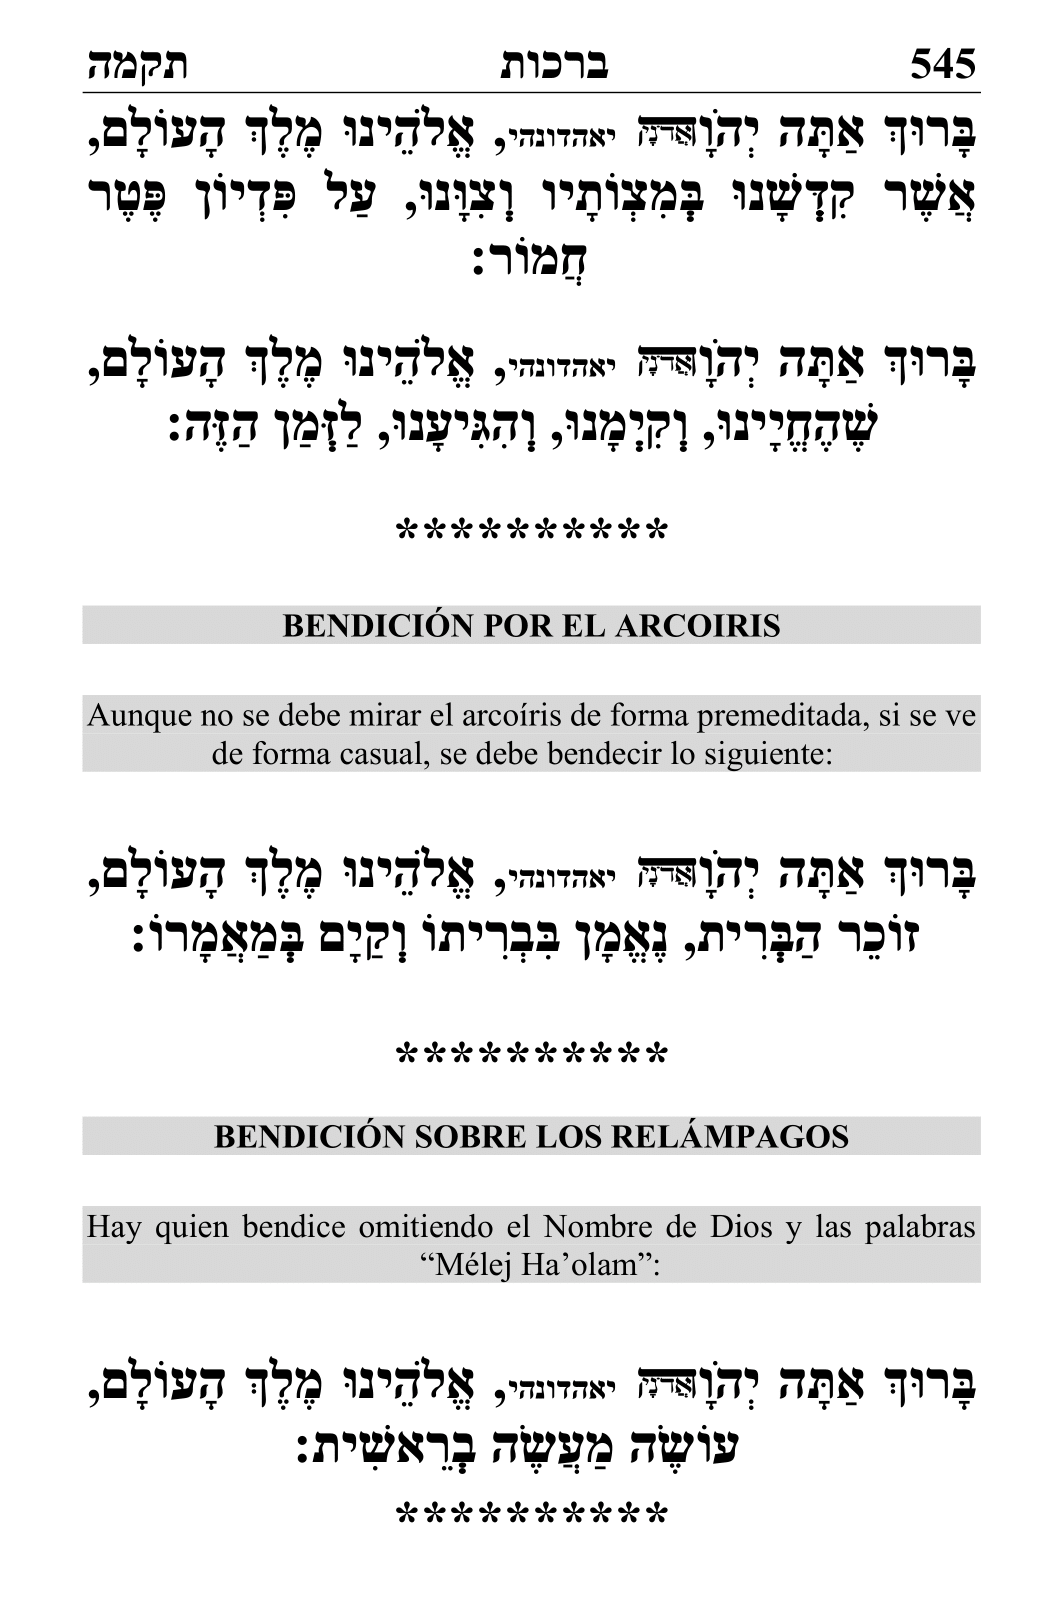 545 ברכות תקמה
בָּרוּךְ אַתָּה יְהֹוָה אֲדֹנָי יאהדונהי, אֱלֹהֵינוּ מֶלֶךְ הָעוֹלָם,
אֲשֶׁר קִדְּשָׁנוּ בְּמִצְוֹתָיו וְצִוָּנוּ, עַל פִּדְיוֹן פֶּטֶר
חֲמוֹר:
בָּרוּךְ אַתָּה יְהֹוָה אֲדֹנָי יאהדונהי, אֱלֹהֵינוּ מֶלֶךְ הָעוֹלָם,
שֶׁהֶחֱיָינוּ, וְקִיְּמָנוּ, וְהִגִּיעָנוּ, לַזְּמַן הַזֶּה:
**********
BENDICIÓN POR EL ARCOIRIS
Aunque no se debe mirar el arcoíris de forma premeditada, si se ve
de forma casual, se debe bendecir lo siguiente:
בָּרוּךְ אַתָּה יְהֹוָה אֲדֹנָי יאהדונהי, אֱלֹהֵינוּ מֶלֶךְ הָעוֹלָם,
זוֹכֵר הַבְּרִית, נֶאֱמָן בִּבְרִיתוֹ וְקַיָם בְּמַאֲמָרוֹ:
**********
BENDICIÓN SOBRE LOS RELÁMPAGOS
Hay quien bendice omitiendo el Nombre de Dios y las palabras
“Mélej Ha’olam”:
בָּרוּךְ אַתָּה יְהֹוָה אֲדֹנָי יאהדונהי, אֱלֹהֵינוּ מֶלֶךְ הָעוֹלָם,
עוֹשֶׂה מַעֲשֶׂה בְרֵאשִׁית:
**********